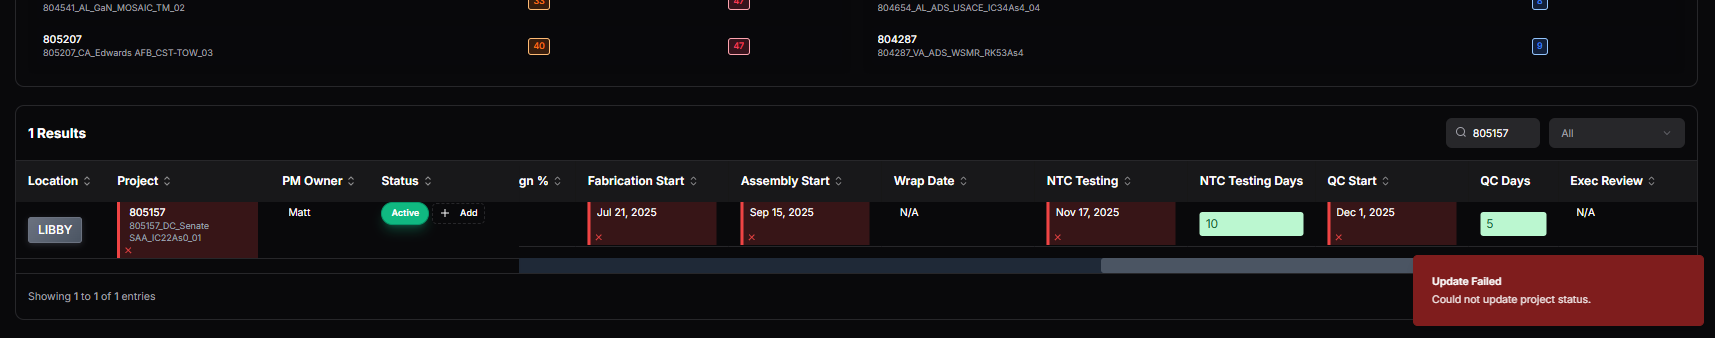 33 47 8
804541_AL_GaN_MOSAIC_TM_02 804654_AL_ADS_USACE_IC34As4_04
805207 40 47 804287 9
805207_CA_Edwards AFB_CST-TOW_03 804287_VA_ADS_WSMR_RK53As4
1 Results 805157 All
Location Project PM Owner Status gn % Fabrication Start Assembly Start Wrap Date NTC Testing NTC Testing Days QC Start QC Days Exec Review
805157 Matt Active + Add Jul 21, 2025 Sep 15, 2025 N/A Nov 17, 2025 Dec 1, 2025 N/A
LIBBY 805157_DC_Senate 10 5
SAA_IC22As0_01
Update Failed
Showing 1 to 1 of 1 entries Could not update project status.